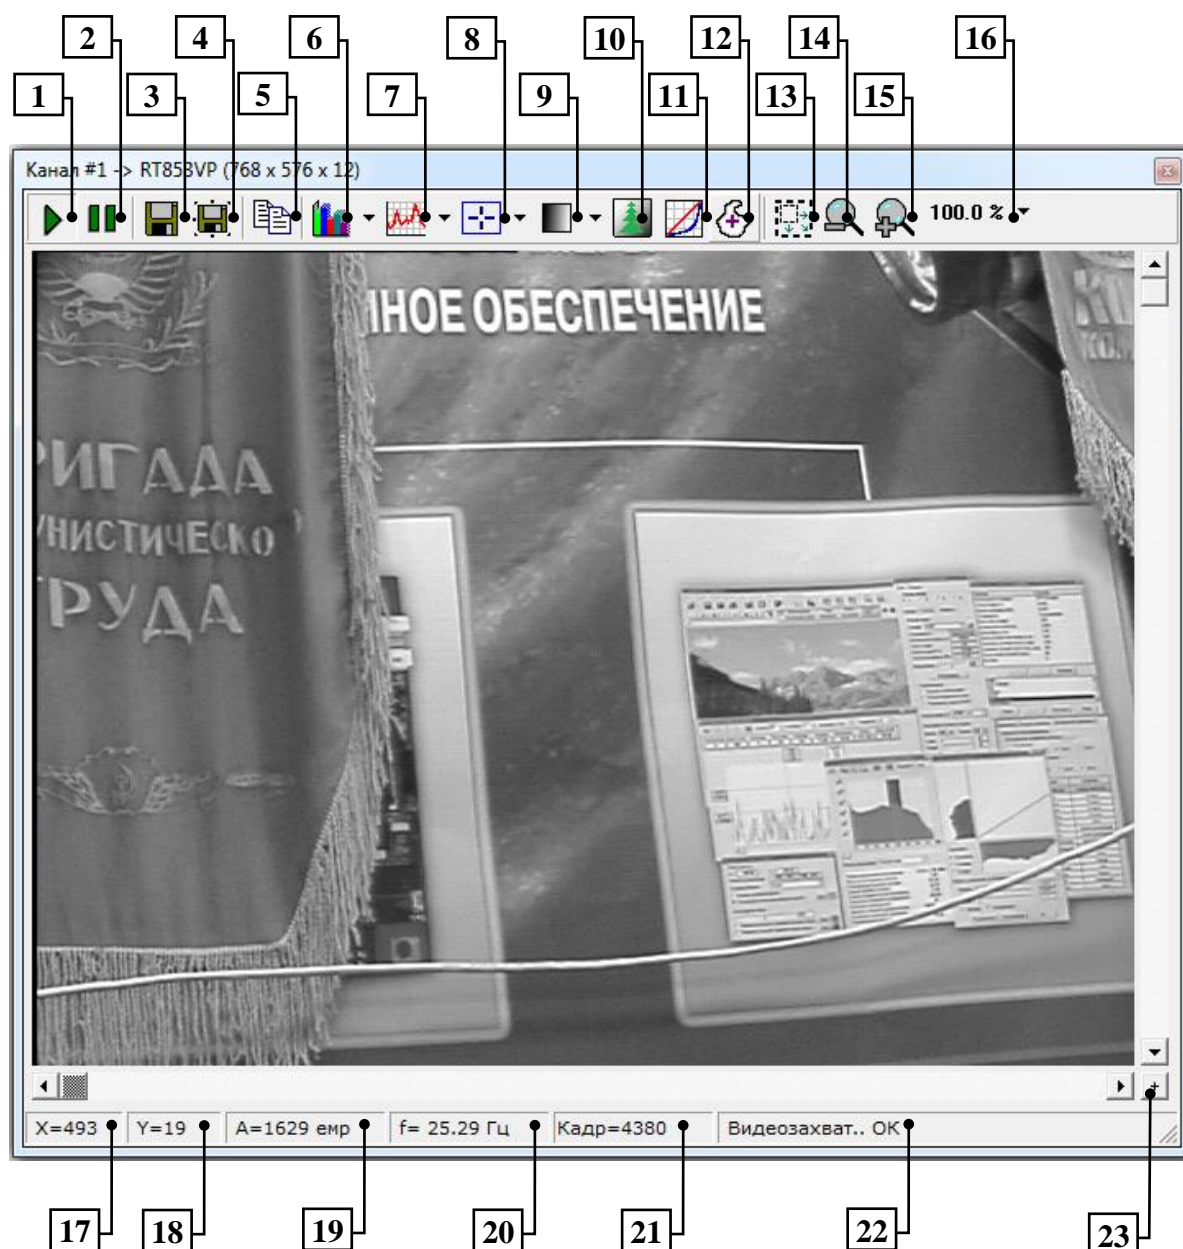 2 4 6 8 10 12 14 16
1 3 5 7 9 11 13 15
Канал #1 -> RT853VP (768 x 576 x 12)
100.0 %
НОЕ ОБЕСПЕЧЕНИЕ
РИГАДА
УНИСТИЧЕСКО
ТРУДА
X=493 Y=19 A=1629 емр f= 25.29 Гц Кадр=4380 Видеозахват.. ОК
17 18 19 20 21 22 23